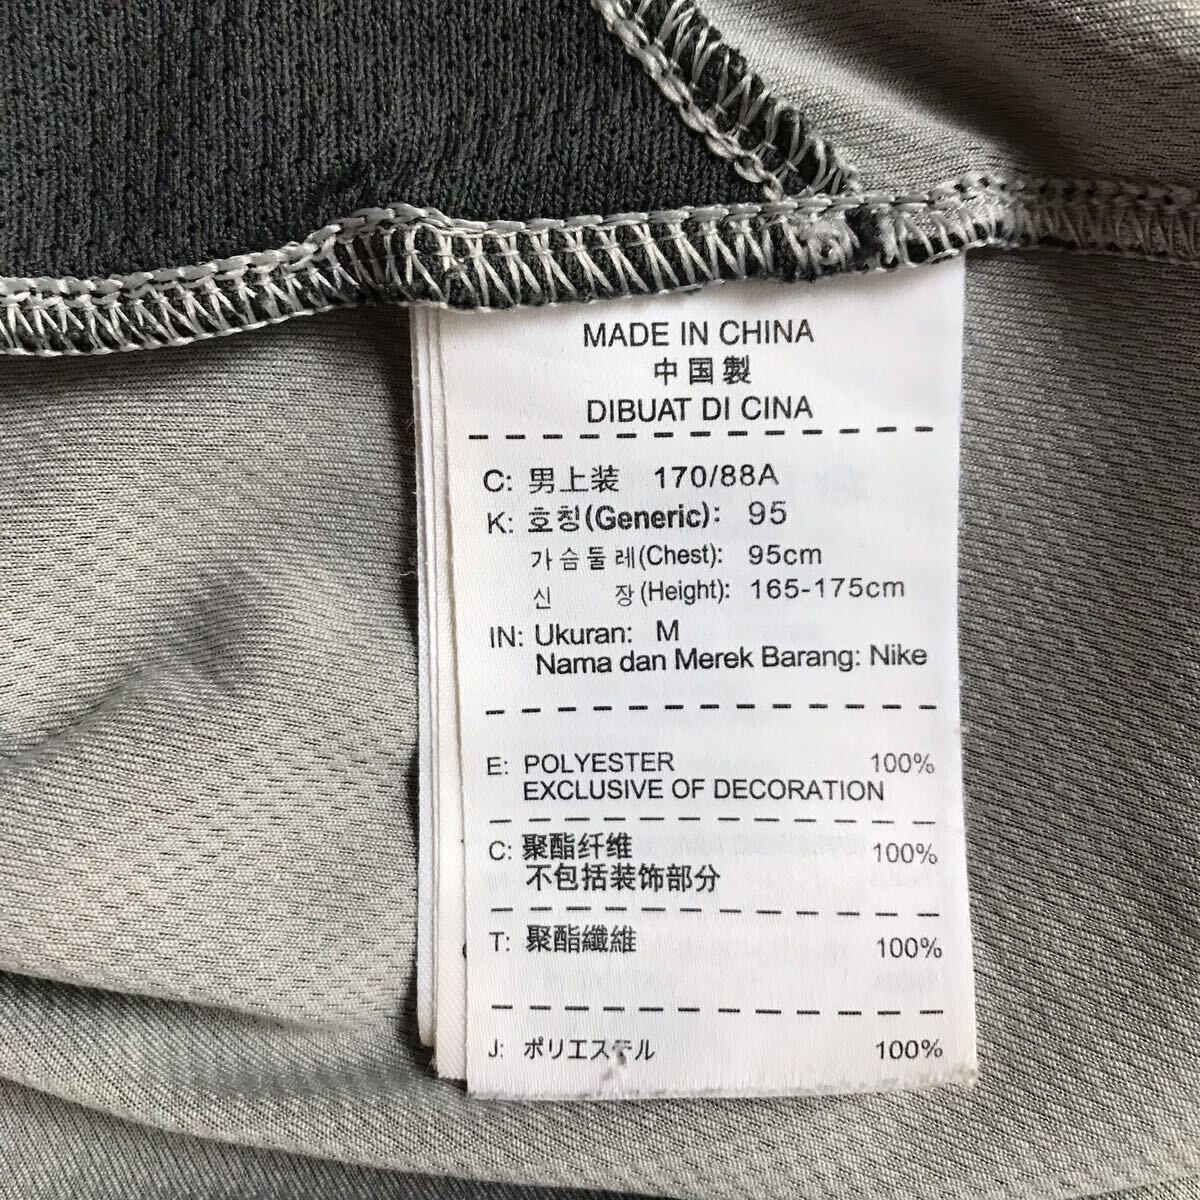 MADE IN CHINA
中国製
DIBUAT DI CINA
C: 男上装 170/88A
K: 호칭(Generic): 95
가슴둘레(Chest): 95cm
신 장(Height): 165-175cm
IN: Ukuran: M
Nama dan Merek Barang: Nike
E: POLYESTER 100%
EXCLUSIVE OF DECORATION
C: 聚酯纤维 100%
不包括装饰部分
T: 聚酯纖維 100%
J: ポリエステル 100%